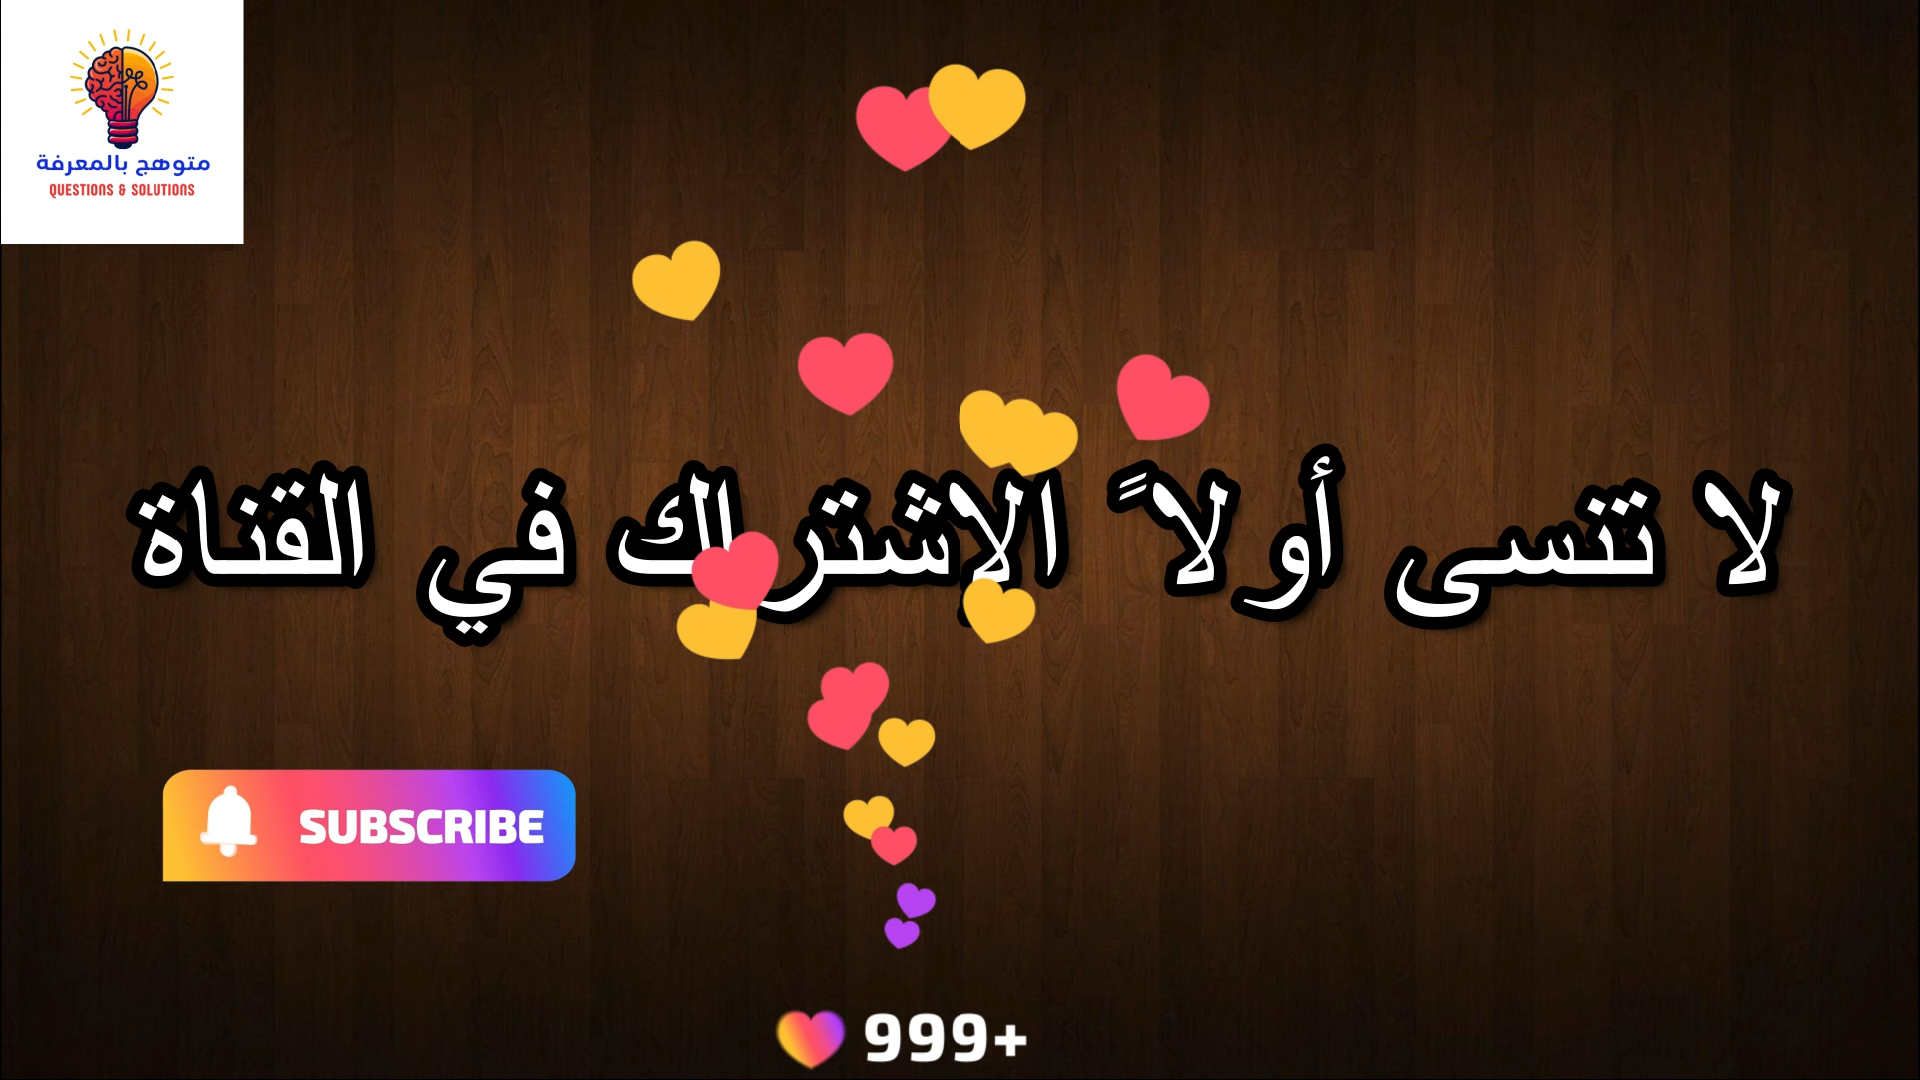 متوهج بالمعرفة
QUESTIONS & SOLUTIONS
لا تنسى أولاً الإشتراك في القناة
SUBSCRIBE
999+